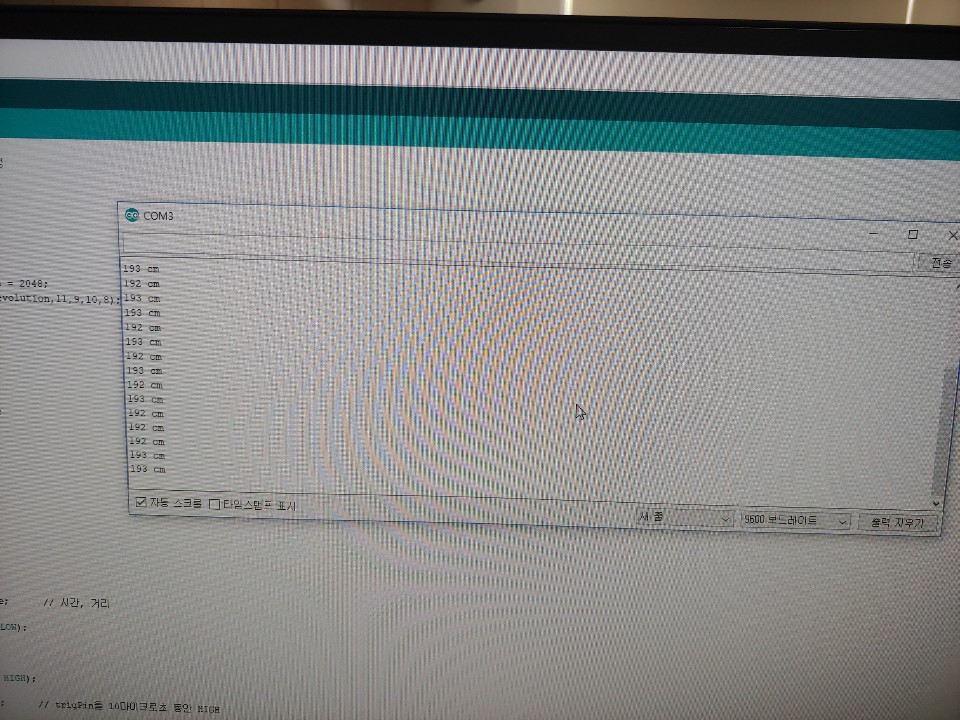 COM3
전송
193 cm
192 cm
= 2048;
evolution,11,9,10,8);
193 cm
193 cm
192 cm
193 cm
192 cm
193 cm
192 cm
193 cm
192 cm
192 cm
192 cm
193 cm
193 cm
자동 스크롤 타임스탬프 표시
새 줄
9600 보드레이트
출력 지우기
// 시간, 거리
LOW);
HIGH);
// trigPin을 10마이크로초 동안 HIGH